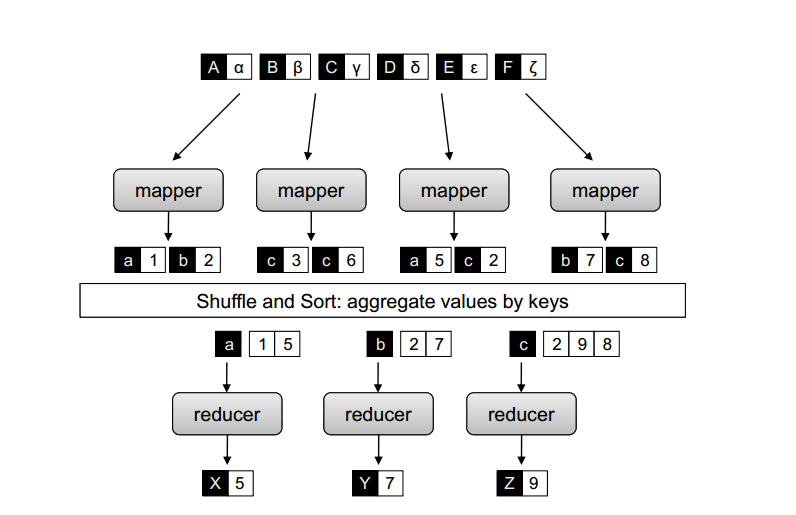 A α B β C γ D δ E ε F ζ
mapper mapper mapper mapper
a 1 b 2 c 3 c 6 a 5 c 2 b 7 c 8
Shuffle and Sort: aggregate values by keys
a 1 5 b 2 7 c 2 9 8
reducer reducer reducer
X 5 Y 7 Z 9